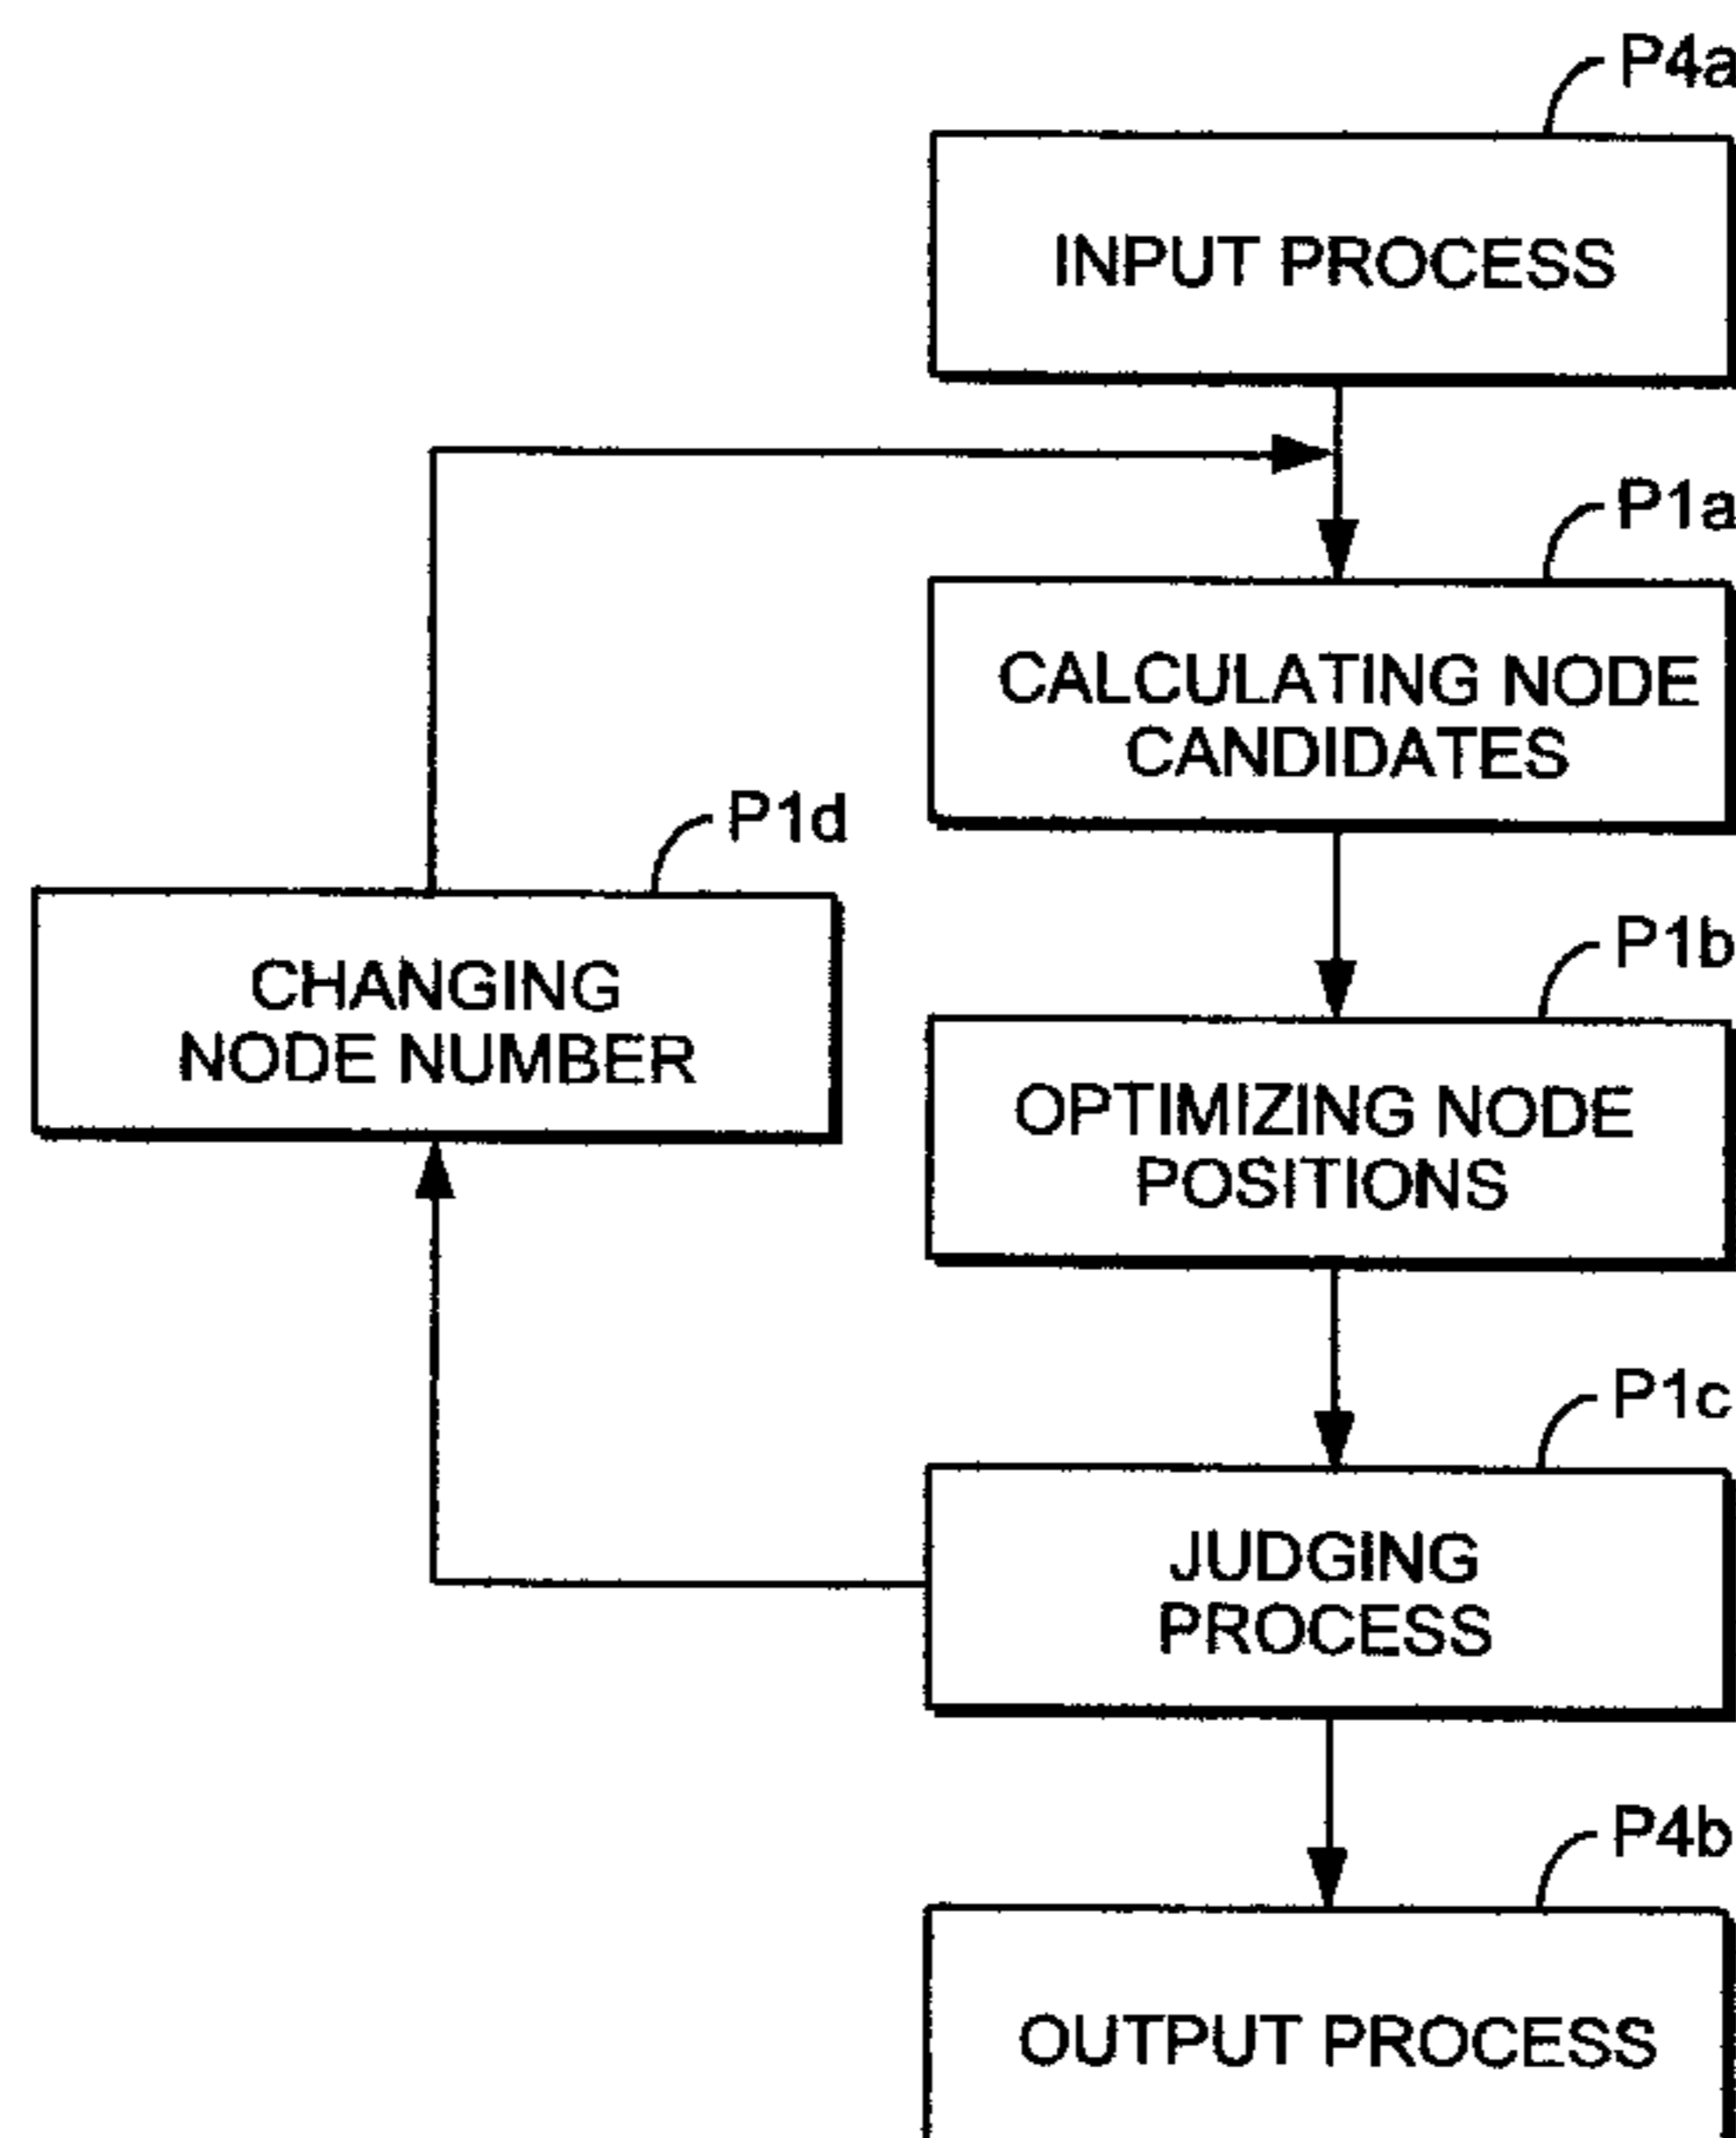 P4a
INPUT PROCESS
P1a
CALCULATING NODE
CANDIDATES
P1d
CHANGING
NODE NUMBER
P1b
OPTIMIZING NODE
POSITIONS
P1c
JUDGING
PROCESS
P4b
OUTPUT PROCESS